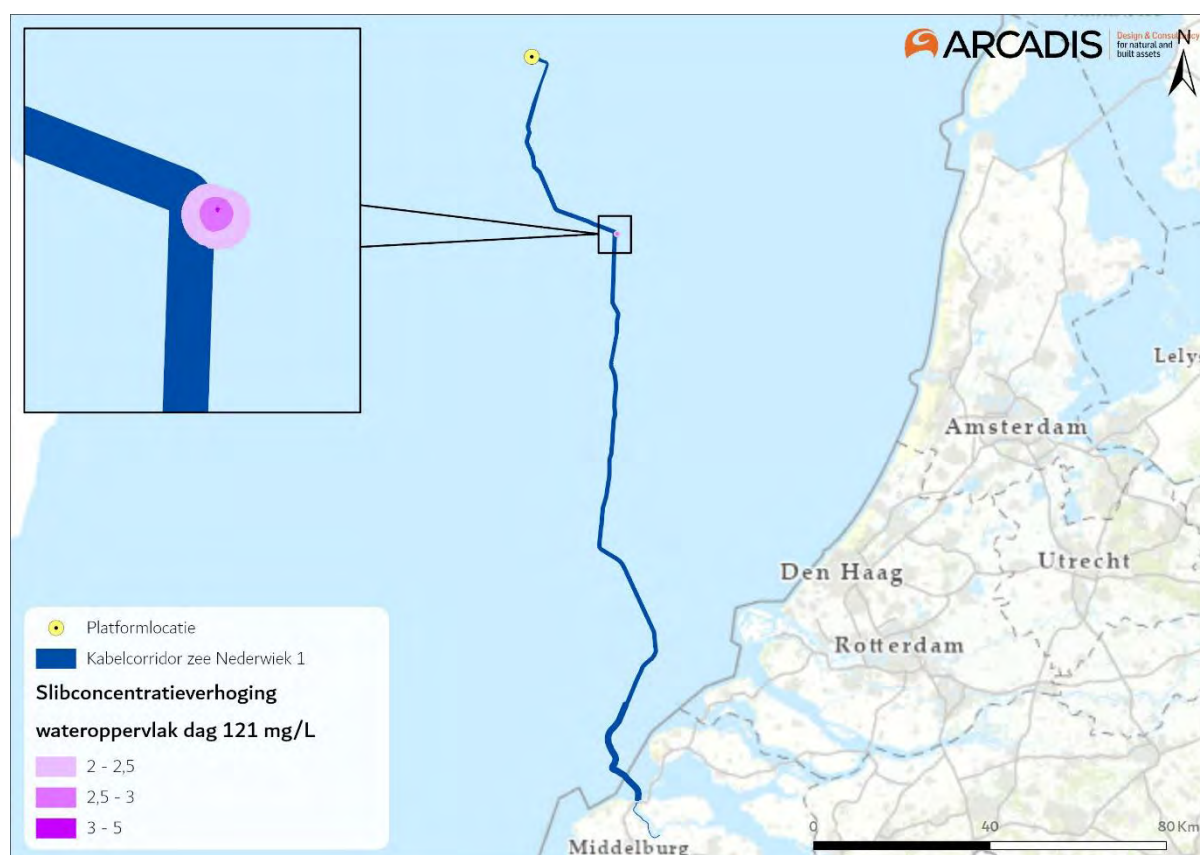 ARCADIS
Design & Consultancy
for natural and
built assets
N
Lelys
Amsterdam
Utrecht
Den Haag
Rotterdam
Middelburg
Platformlocatie
Kabelcorridor zee Nederwiek 1
Slibconcentratieverhoging
wateroppervlak dag 121 mg/L
2 - 2,5
2,5 - 3
3 - 5
0 40 80 Km